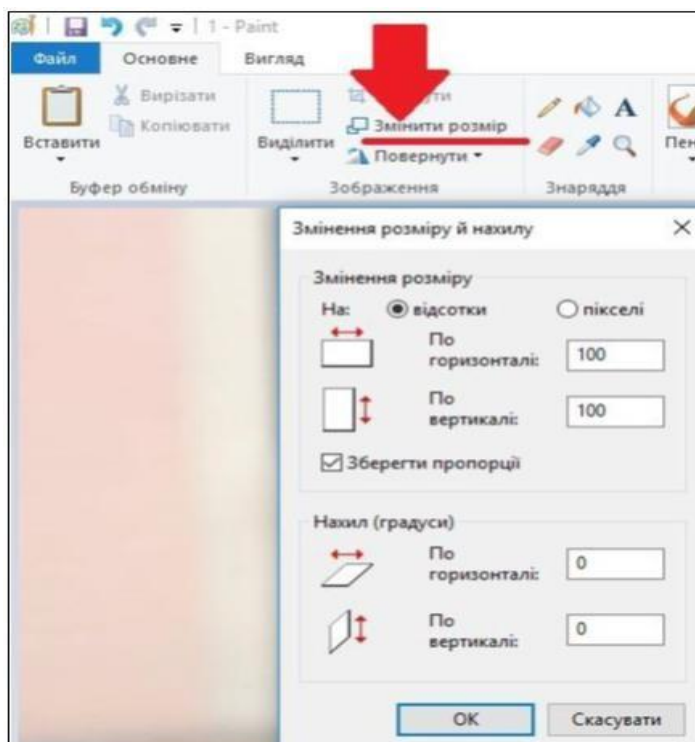 1 - Paint
Файл Основне Вигляд
Вирізати
Копіювати
Вставити
Буфер обміну
Виділити
Змінити розмір
Повернути
Зображення
A
Знаряддя
Змінення розміру й нахилу
Змінення розміру
На: відсотки пікселі
По
горизонталі: 100
По
вертикалі: 100
Зберегти пропорції
Нахил (градуси)
По
горизонталі: 0
По
вертикалі: 0
OK Скасувати